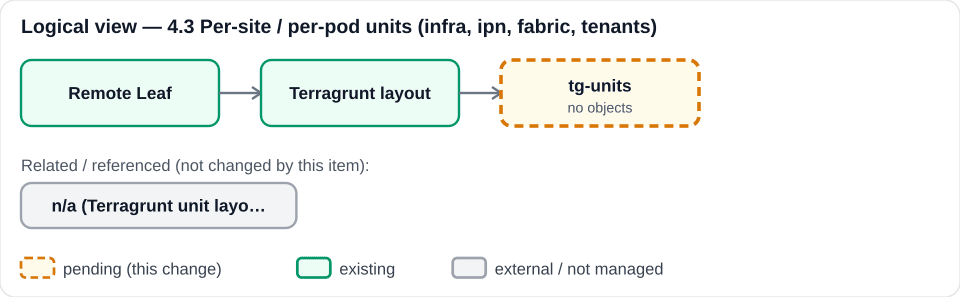 Logical view — 4.3 Per-site / per-pod units (infra, ipn, fabric, tenants)
Remote Leaf
Terragrunt layout
tg-units
no objects
Related / referenced (not changed by this item):
n/a (Terragrunt unit layo…
pending (this change)
existing
external / not managed